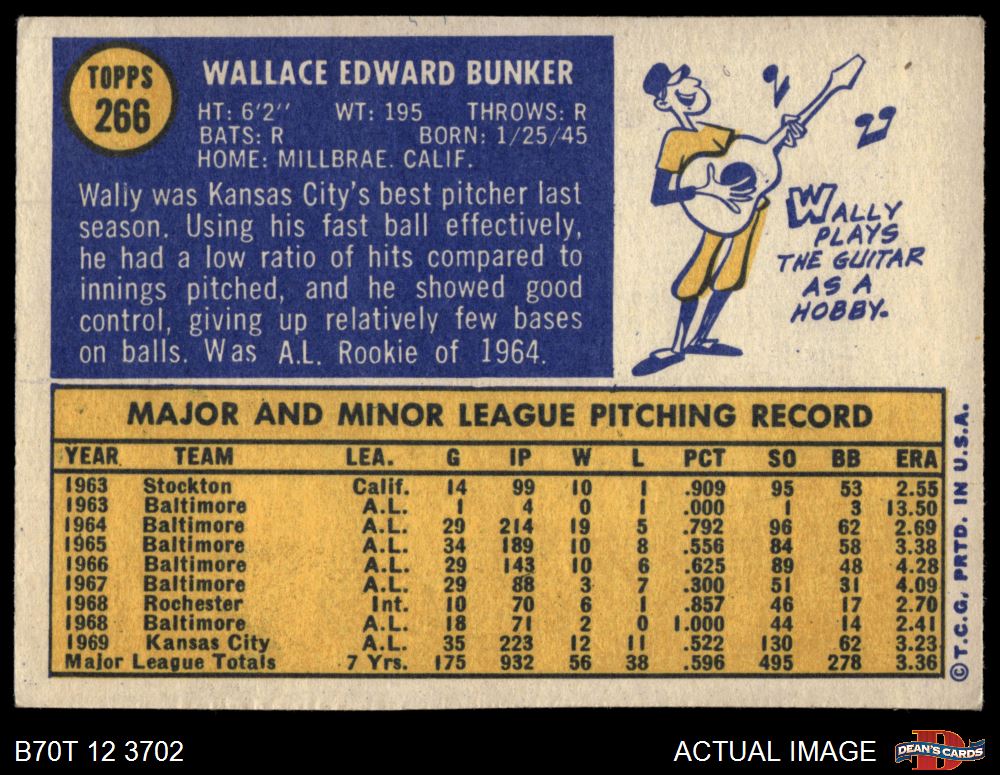 TOPPS
266
WALLACE EDWARD BUNKER
HT: 6'2'' WT: 195 THROWS: R
BATS: R BORN: 1/25/45
HOME: MILLBRAE. CALIF.
Wally was Kansas City's best pitcher last
season. Using his fast ball effectively,
he had a low ratio of hits compared to
innings pitched, and he showed good
control, giving up relatively few bases
on balls. Was A.L. Rookie of 1964.
WALLY
PLAYS
THE GUITAR
AS A
HOBBY.
MAJOR AND MINOR LEAGUE PITCHING RECORD
YEAR TEAM LEA. G IP W L PCT SO BB ERA
1963 Stockton Calif. 14 99 10 1 .909 95 53 2.55
1963 Baltimore A.L. 1 4 0 1 .000 1 3 13.50
1964 Baltimore A.L. 29 214 19 5 .792 96 62 2.69
1965 Baltimore A.L. 34 189 10 8 .556 84 58 3.38
1966 Baltimore A.L. 29 143 10 6 .625 89 48 4.28
1967 Baltimore A.L. 29 88 3 7 .300 51 31 4.09
1968 Rochester Int. 10 70 6 1 .857 46 17 2.70
1968 Baltimore A.L. 18 71 2 0 1.000 44 14 2.41
1969 Kansas City A.L. 35 223 12 11 .522 130 62 3.23
Major League Totals 7 Yrs. 175 932 56 38 .596 495 278 3.36
© T.C.G. PRTD. IN U.S.A.
B70T 12 3702
ACTUAL IMAGE
DEAN'S CARDS